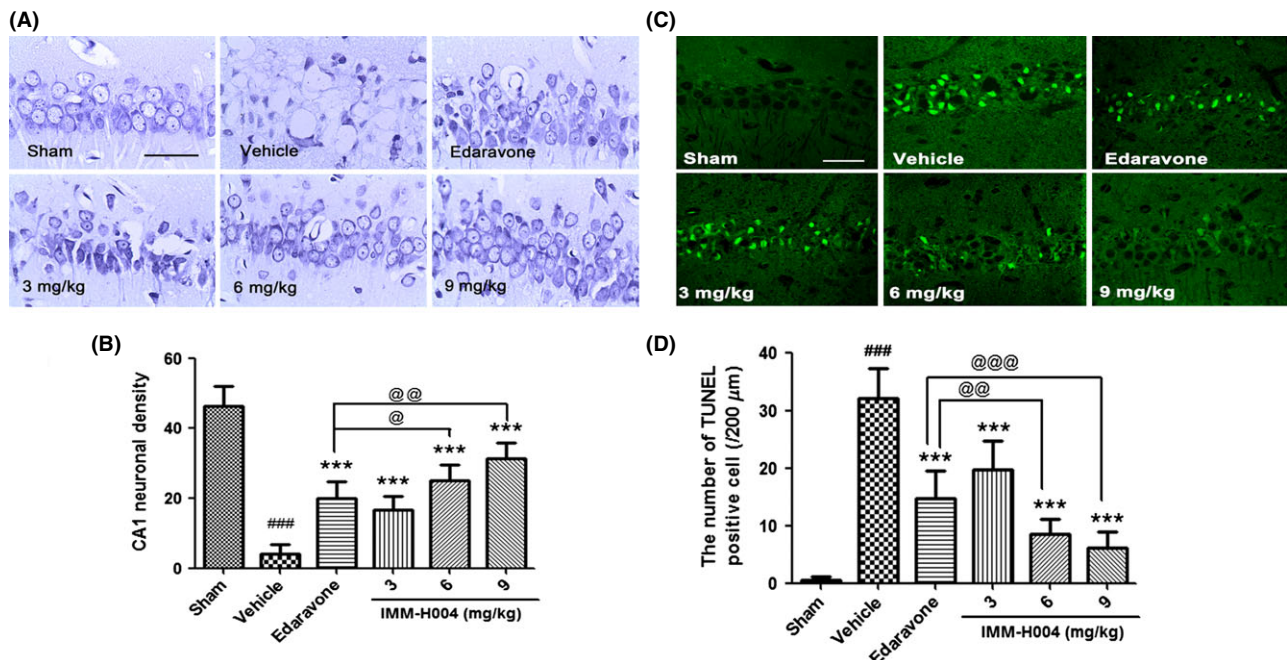 (A)
Sham
Vehicle
Edaravone
3 mg/kg
6 mg/kg
9 mg/kg
(B)
CA1 neuronal density
60
40
20
0
###
***
***
***
***
@
@@
Sham
Vehicle
Edaravone
3
6
9
IMM-H004 (mg/kg)
(C)
Sham
Vehicle
Edaravone
3 mg/kg
6 mg/kg
9 mg/kg
(D)
The number of TUNEL
positive cell (/200 μm)
40
30
20
10
0
###
***
***
***
***
@@
@@@
Sham
Vehicle
Edaravone
3
6
9
IMM-H004 (mg/kg)